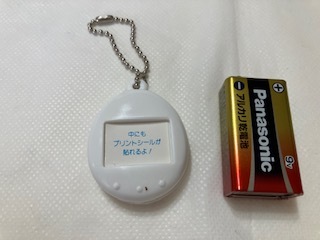 中にも
プリントシールが
貼れるよ！
Panasonic
アルカリ乾電池
9V